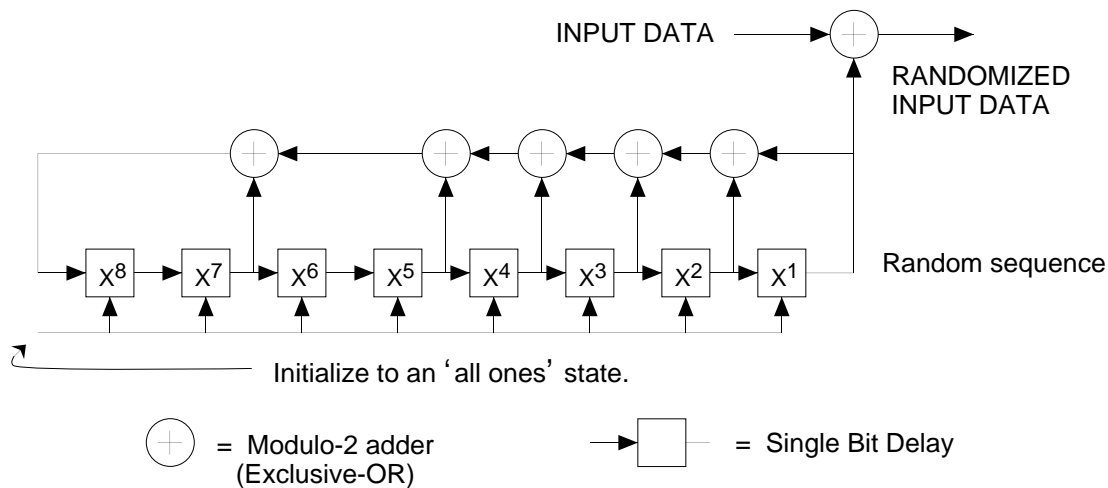 INPUT DATA
RANDOMIZED
INPUT DATA
X8 X7 X6 X5 X4 X3 X2 X1
Random sequence
Initialize to an ‘all ones’ state.
= Modulo-2 adder
(Exclusive-OR)
= Single Bit Delay